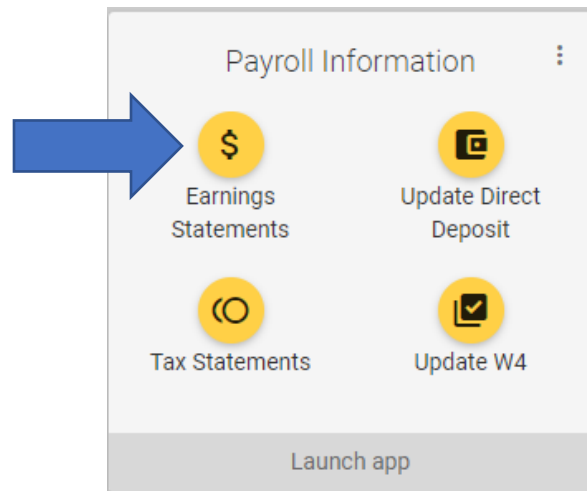 Payroll Information
$
Earnings
Statements
Update Direct
Deposit
Tax Statements
Update W4
Launch app